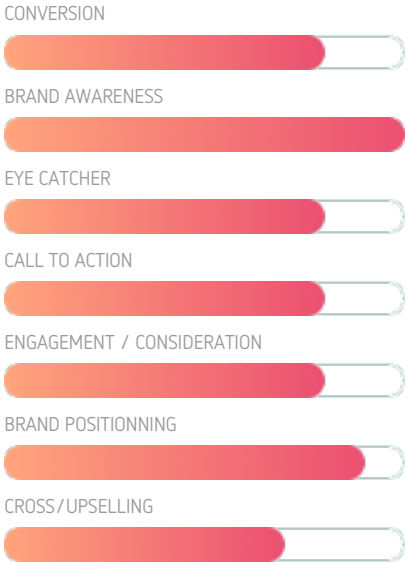 CONVERSION
BRAND AWARENESS
EYE CATCHER
CALL TO ACTION
ENGAGEMENT / CONSIDERATION
BRAND POSITIONNING
CROSS/UPSELLING